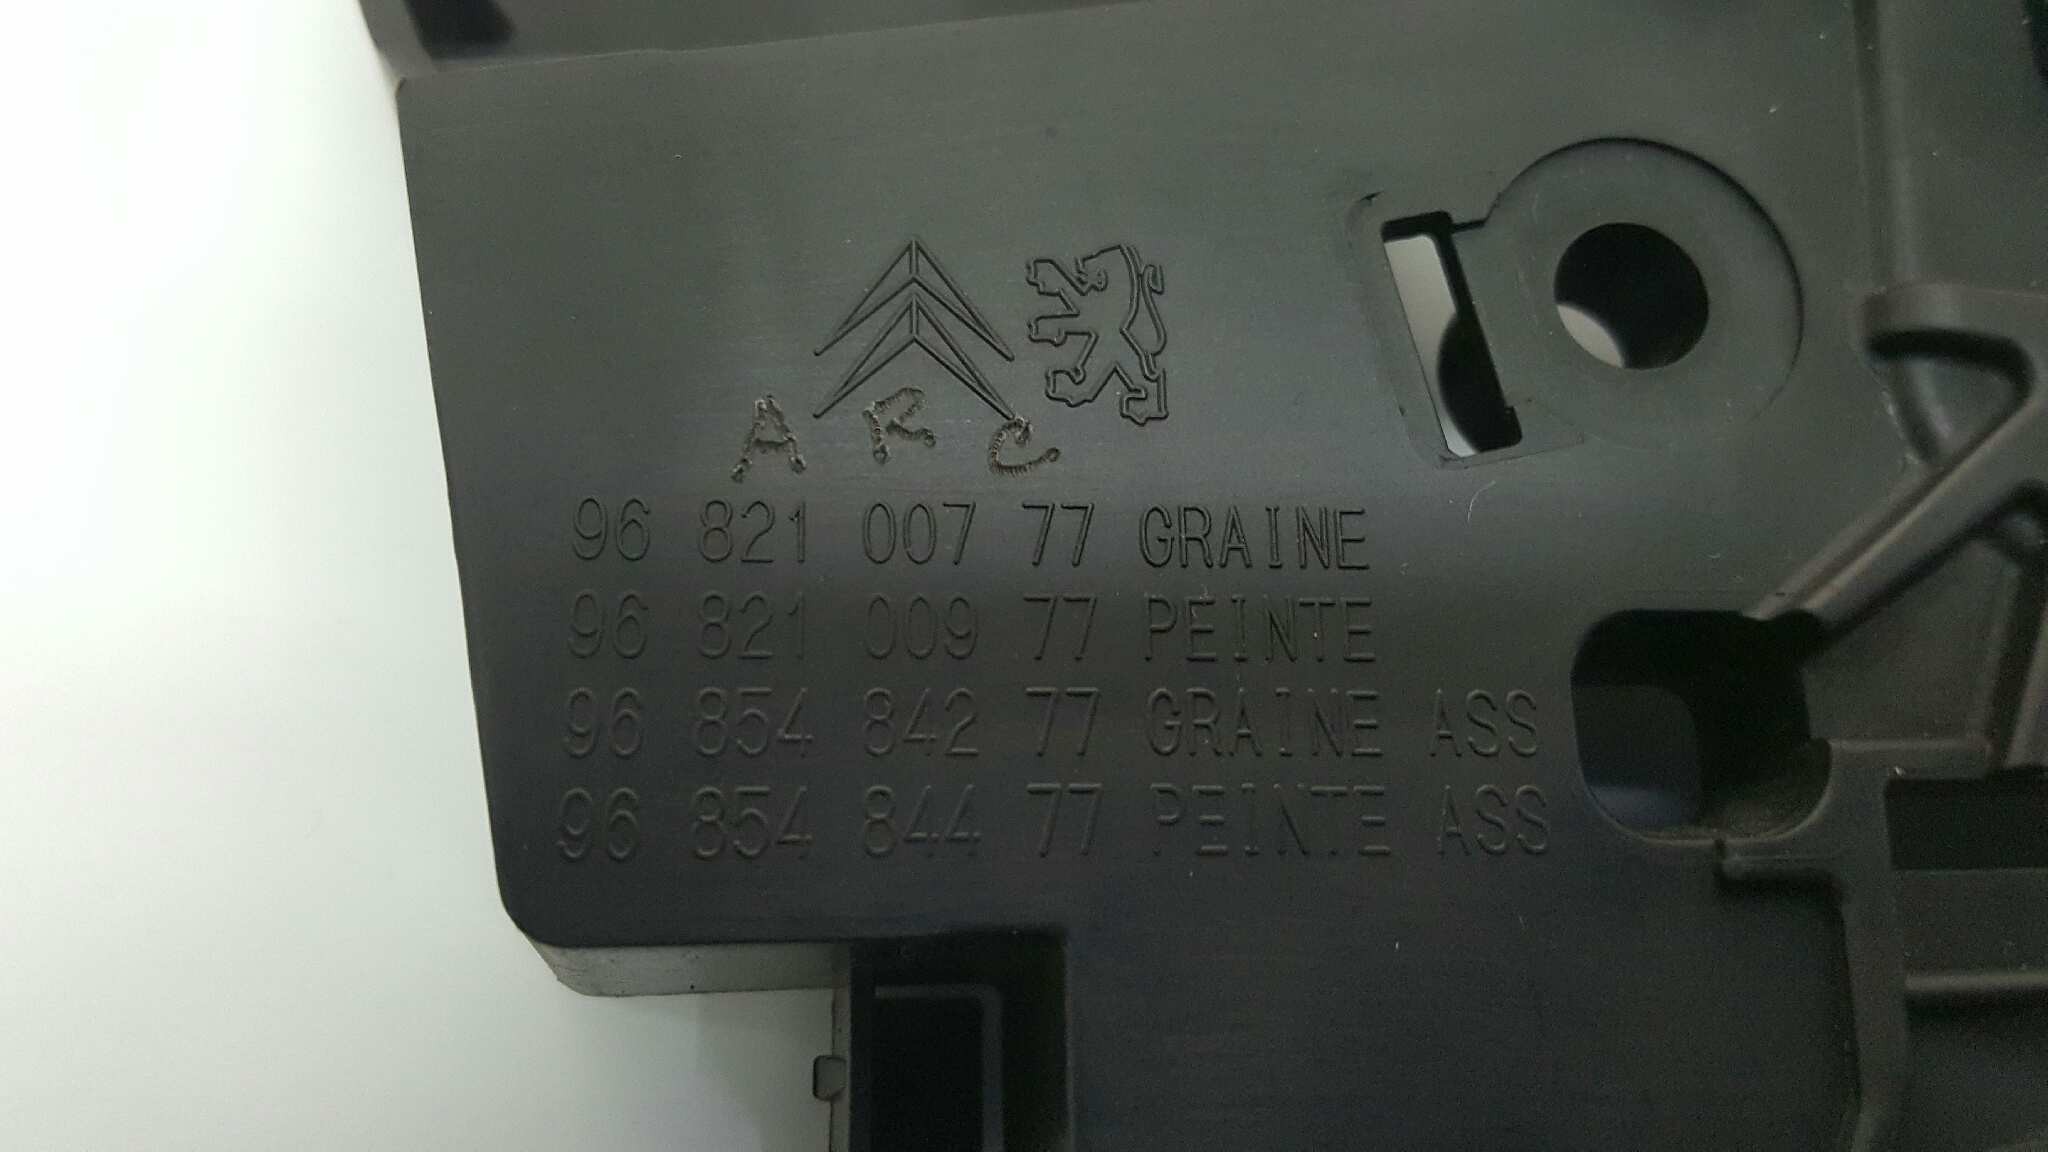 A R C
96 821 007 77 GRAINE
96 821 009 77 PEINTE
96 854 842 77 GRAINE ASS
96 854 844 77 PEINTE ASS